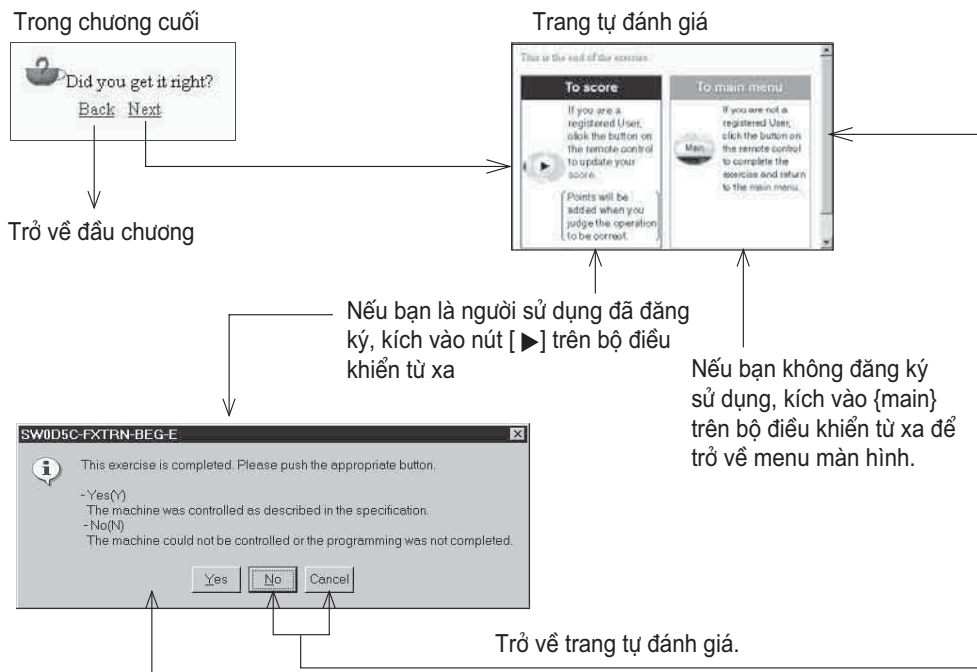 Trong chương cuối
Did you get it right?
Back Next
Trở về đầu chương
Trang tự đánh giá
This is the end of the exercise.
To score
If you are a
registered User,
click the button on
the remote control
to update your
score.
Points will be
added when you
judge the operation
to be correct.
To main menu
Main
If you are not a
registered User,
click the button on
the remote control
to complete the
exercise and return
to the main menu.
Nếu bạn là người sử dụng đã đăng
ký, kích vào nút [ ▶] trên bộ điều
khiển từ xa
Nếu bạn không đăng ký
sử dụng, kích vào {main}
trên bộ điều khiển từ xa để
trở về menu màn hình.
SW0D5C-FXTRN-BEG-E
This exercise is completed. Please push the appropriate button.
-Yes(Y)
The machine was controlled as described in the specification.
-No(N)
The machine could not be controlled or the programming was not completed.
Yes No Cancel
Trở về trang tự đánh giá.